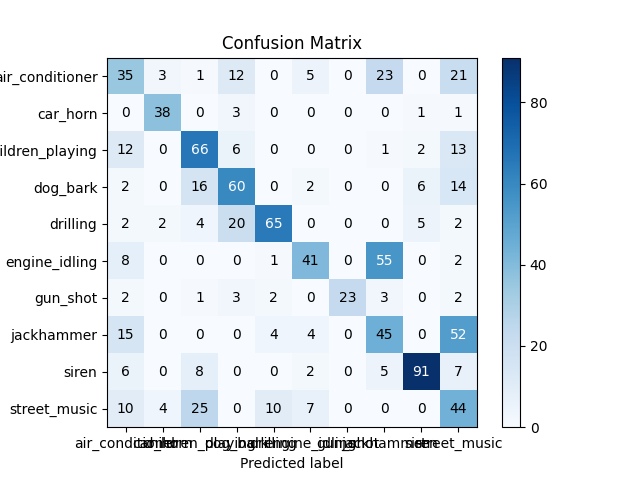 Confusion Matrix
air_conditioner 35 3 1 12 0 5 0 23 0 21
car_horn 0 38 0 3 0 0 0 0 1 1
ildren_playing 12 0 66 6 0 0 0 1 2 13
dog_bark 2 0 16 60 0 2 0 0 6 14
drilling 2 2 4 20 65 0 0 0 5 2
engine_idling 8 0 0 0 1 41 0 55 0 2
gun_shot 2 0 1 3 2 0 23 3 0 2
jackhammer 15 0 0 0 4 4 0 45 0 52
siren 6 0 8 0 0 2 0 5 91 7
street_music 10 4 25 0 10 7 0 0 0 44
street_music
Predicted label
80
60
40
20
0